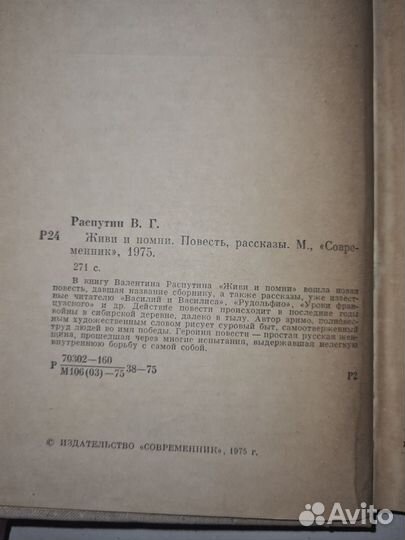 Распутин В. Г.
Р24 Живи и помни. Повесть, рассказы. М., «Совре-
менник», 1975.
271 с.
В книгу Валентина Распутина «Живи и помни» вошла новая
повесть, давшая название сборнику, а также рассказы, уже извест-
ные читателю «Василий и Василиса», «Рудольфио», «Уроки фран-
цузского» и др. Действие повести происходит в последние годы
войны в сибирской деревне, далеко в тылу. Автор зримо, полновес-
ным художественным словом рисует суровый быт, самоотверженный
труд людей во имя победы. Героиня повести — простая русская жен-
щина, прошедшая через многие испытания, выдержавшая нелегкую
внутреннюю борьбу с самой собой.
70302—160
Р 38—75
М106(03)—75 Р2
© ИЗДАТЕЛЬСТВО «СОВРЕМЕННИК», 1975 г.
Avito